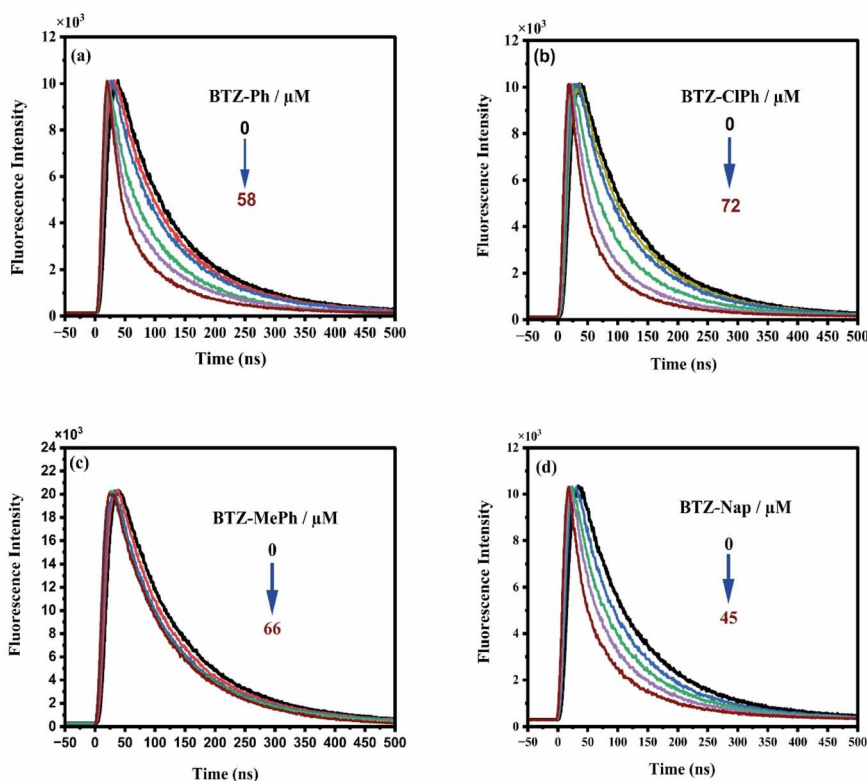 ×10³
12
10
8
6
4
2
0
Fluorescence Intensity
(a)
BTZ-Ph / µM
0
58
−50 0 50 100 150 200 250 300 350 400 450 500
Time (ns)
×10³
12
10
8
6
4
2
0
Fluorescence Intensity
(b)
BTZ-ClPh / µM
0
72
−50 0 50 100 150 200 250 300 350 400 450 500
Time (ns)
×10³
24
22
20
18
16
14
12
10
8
6
4
2
0
Fluorescence Intensity
(c)
BTZ-MePh / µM
0
66
−50 0 50 100 150 200 250 300 350 400 450 500
Time (ns)
×10³
12
10
8
6
4
2
0
Fluorescence Intensity
(d)
BTZ-Nap / µM
0
45
−50 0 50 100 150 200 250 300 350 400 450 500
Time (ns)